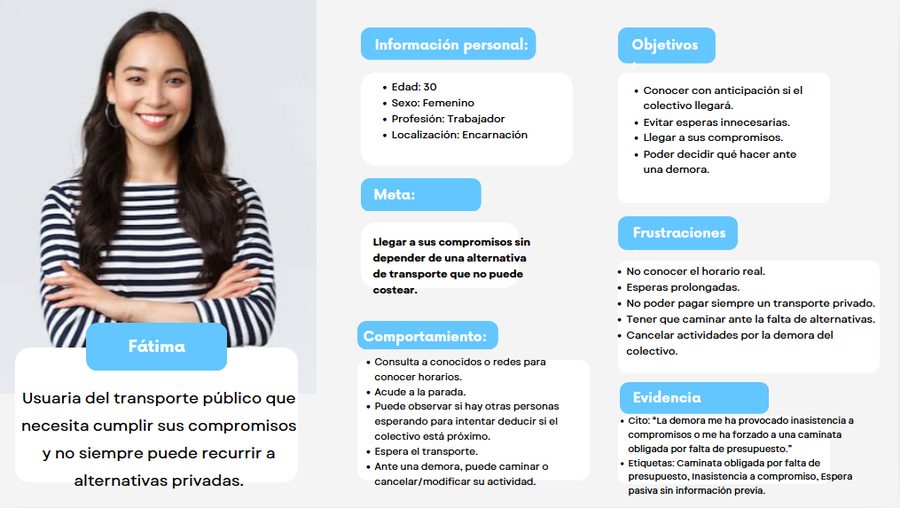 Fátima
Usuaria del transporte público que
necesita cumplir sus compromisos
y no siempre puede recurrir a
alternativas privadas.
Información personal:
• Edad: 30
• Sexo: Femenino
• Profesión: Trabajador
• Localización: Encarnación
Meta:
Llegar a sus compromisos sin
depender de una alternativa
de transporte que no puede
costear.
Comportamiento:
• Consulta a conocidos o redes para
conocer horarios.
• Acude a la parada.
• Puede observar si hay otras personas
esperando para intentar deducir si el
colectivo está próximo.
• Espera el transporte.
• Ante una demora, puede caminar o
cancelar/modificar su actividad.
Objetivos
:
• Conocer con anticipación si el
colectivo llegará.
• Evitar esperas innecesarias.
• Llegar a sus compromisos.
• Poder decidir qué hacer ante
una demora.
Frustraciones
:
• No conocer el horario real.
• Esperas prolongadas.
• No poder pagar siempre un transporte privado.
• Tener que caminar ante la falta de alternativas.
• Cancelar actividades por la demora del
colectivo.
Evidencia
• Cito: “La demora me ha provocado inasistencia a
compromisos o me ha forzado a una caminata
obligada por falta de presupuesto.”
• Etiquetas: Caminata obligada por falta de
presupuesto, Inasistencia a compromiso, Espera
pasiva sin información previa.